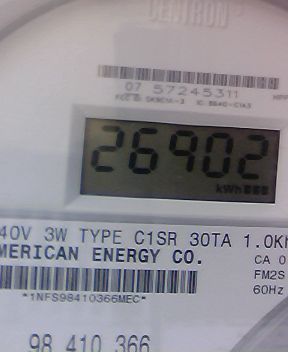 CENTRON®
07 57245311
26902
kWh
40V 3W TYPE C1SR 30TA 1.0K
MERICAN ENERGY CO.
CA 0
FM2S
60Hz
*1NFS98410366MEC*
98 410 366